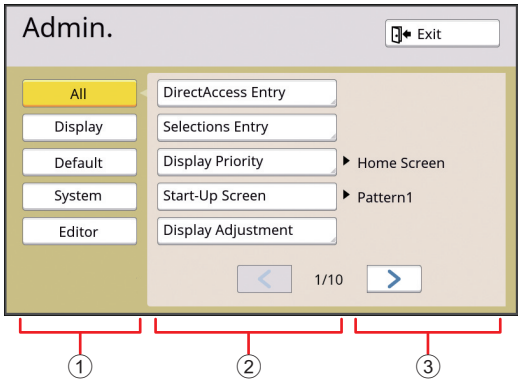 Admin.
Exit
All
DirectAccess Entry
Display
Selections Entry
Default
Display Priority
Home Screen
System
Start-Up Screen
Pattern1
Editor
Display Adjustment
1/10
1
2
3